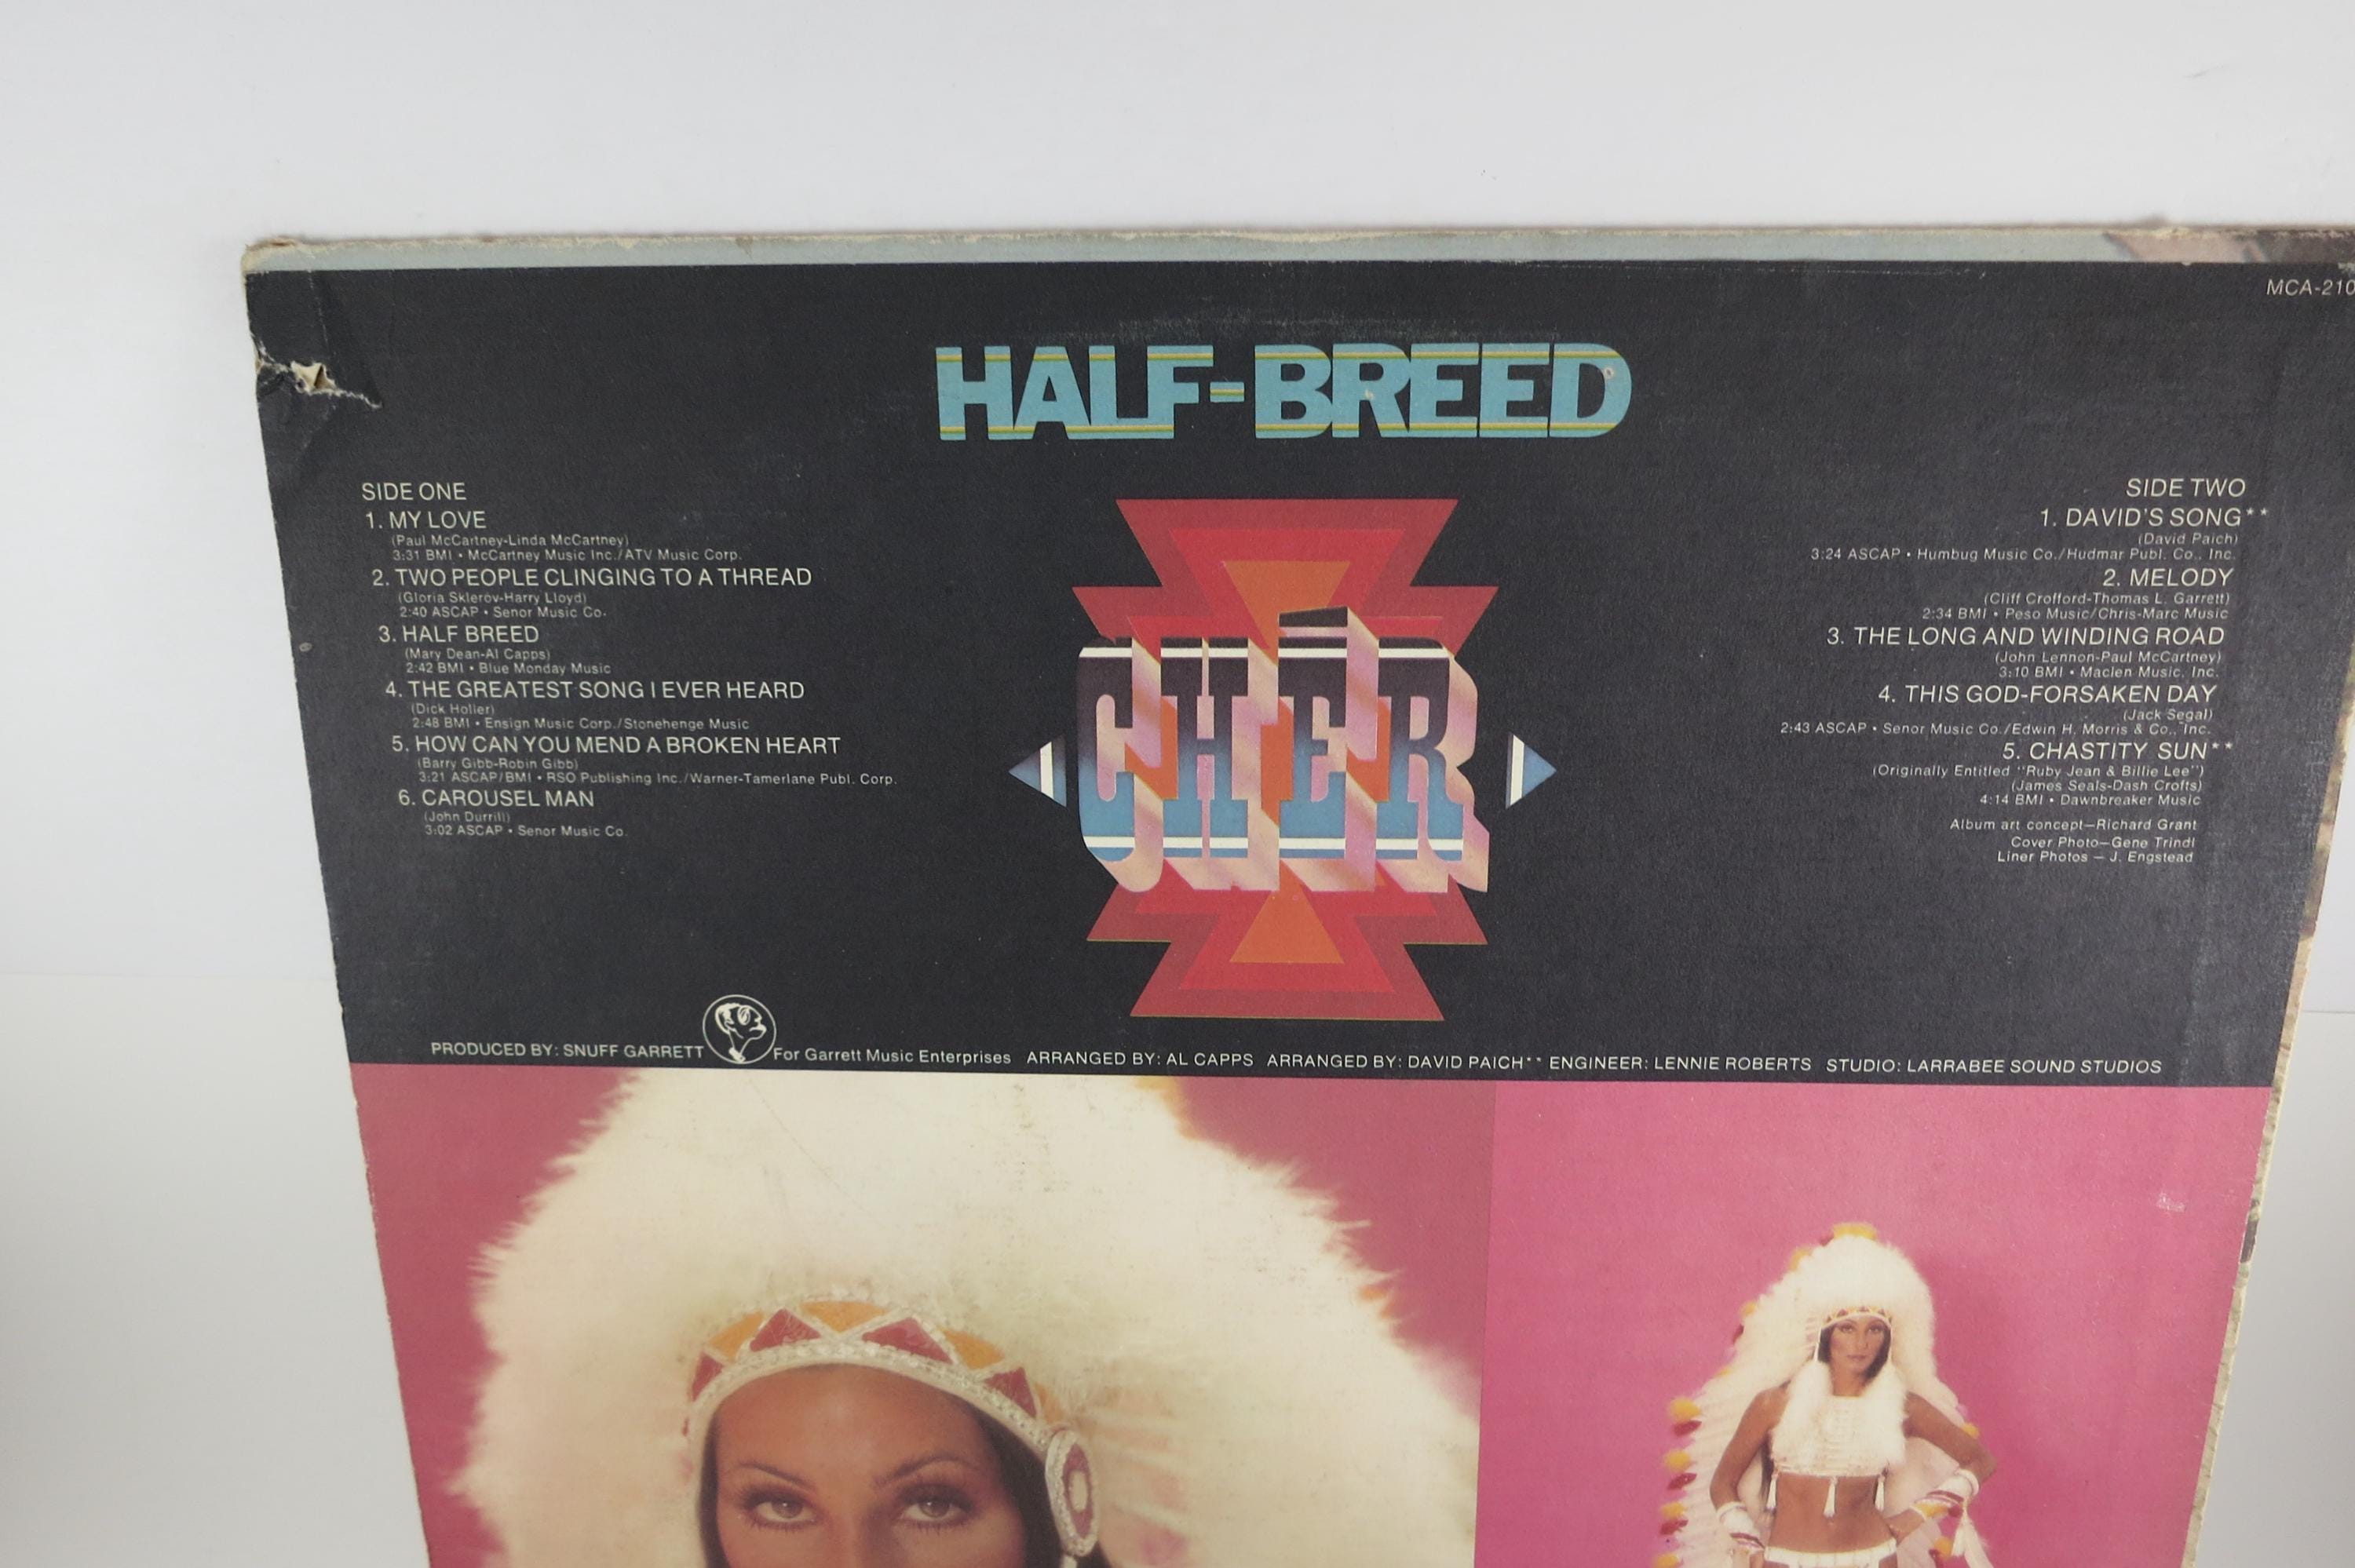 MCA-210
HALF-BREED
SIDE ONE
1. MY LOVE
(Paul McCartney-Linda McCartney)
3:31 BMI • McCartney Music Inc./ATV Music Corp.
2. TWO PEOPLE CLINGING TO A THREAD
(Gloria Sklerov-Harry Lloyd)
2:40 ASCAP • Senor Music Co.
3. HALF BREED
(Mary Dean-Al Capps)
2:42 BMI • Blue Monday Music
4. THE GREATEST SONG I EVER HEARD
(Dick Holler)
2:48 BMI • Ensign Music Corp./Stonehenge Music
5. HOW CAN YOU MEND A BROKEN HEART
(Barry Gibb-Robin Gibb)
3:21 ASCAP/BMI • RSO Publishing Inc./Warner-Tamerlane Publ. Corp.
6. CAROUSEL MAN
(John Durrill)
3:02 ASCAP • Senor Music Co.
CHĒR
SIDE TWO
1. DAVID'S SONG**
(David Paich)
3:24 ASCAP • Humbug Music Co./Hudmar Publ. Co., Inc.
2. MELODY
(Cliff Crofford-Thomas L. Garrett)
2:34 BMI • Peso Music/Chris-Marc Music
3. THE LONG AND WINDING ROAD
(John Lennon-Paul McCartney)
3:10 BMI • Maclen Music, Inc.
4. THIS GOD-FORSAKEN DAY
(Jack Segal)
2:43 ASCAP • Senor Music Co./Edwin H. Morris & Co., Inc.
5. CHASTITY SUN**
(Originally Entitled "Ruby Jean & Billie Lee")
(James Seals-Dash Crofts)
4:14 BMI • Dawnbreaker Music
Album art concept—Richard Grant
Cover Photo—Gene Trindl
Liner Photos — J. Engstead
PRODUCED BY: SNUFF GARRETT For Garrett Music Enterprises ARRANGED BY: AL CAPPS ARRANGED BY: DAVID PAICH** ENGINEER: LENNIE ROBERTS STUDIO: LARRABEE SOUND STUDIOS